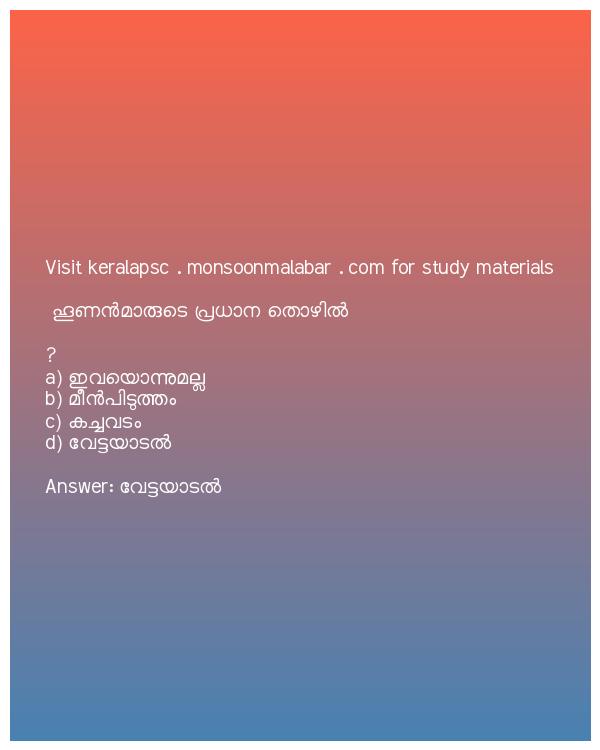 Visit keralapsc . monsoonmalabar . com for study materials
ഹൂണൻമാരുടെ പ്രധാന തൊഴിൽ
?
a) ഇവയൊന്നുമല്ല
b) മീൻപിടുത്തം
c) കച്ചവടം
d) വേട്ടയാടൽ
Answer: വേട്ടയാടൽ